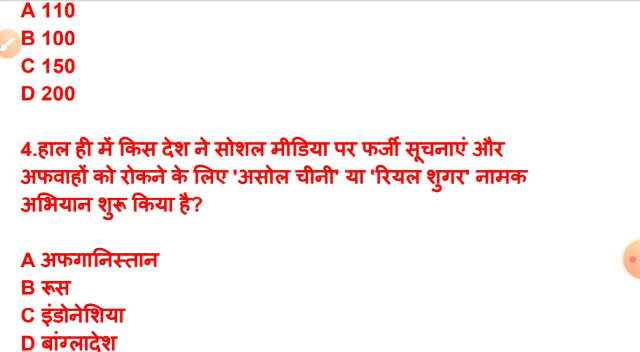 A 110
B 100
C 150
D 200
4.हाल ही में किस देश ने सोशल मीडिया पर फर्जी सूचनाएं और
अफवाहों को रोकने के लिए 'असोल चीनी' या 'रियल शुगर' नामक
अभियान शुरू किया है?
A अफगानिस्तान
B रूस
C इंडोनेशिया
D बांग्लादेश